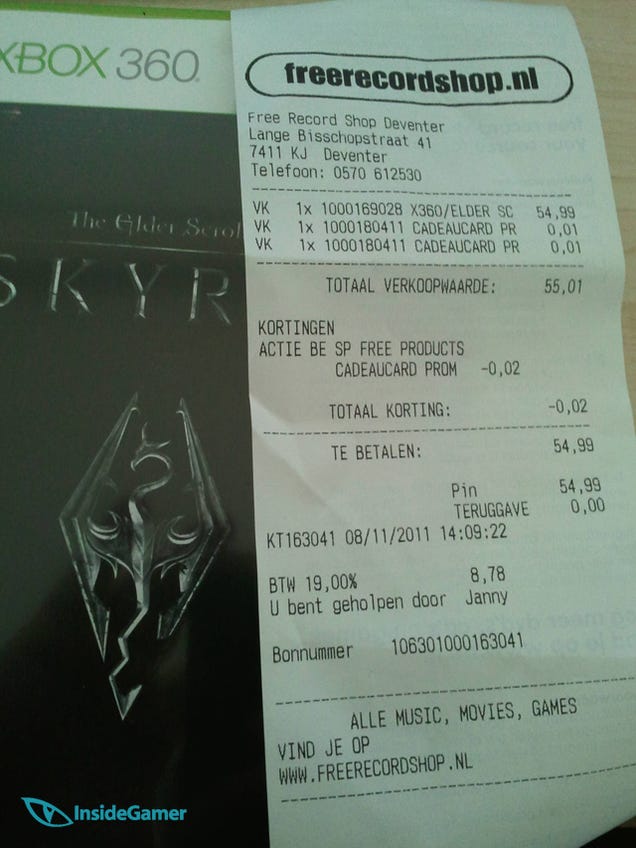 XBOX 360
The Elder Scrol
SKYR
freerecordshop.nl
Free Record Shop Deventer
Lange Bisschopstraat 41
7411 KJ Deventer
Telefoon: 0570 612530
VK 1x 1000169028 X360/ELDER SC 54,99
VK 1x 1000180411 CADEAUCARD PR 0,01
VK 1x 1000180411 CADEAUCARD PR 0,01
TOTAAL VERKOOPWAARDE: 55,01
KORTINGEN
ACTIE BE SP FREE PRODUCTS
CADEAUCARD PROM -0,02
TOTAAL KORTING: -0,02
TE BETALEN: 54,99
Pin 54,99
TERUGGAVE 0,00
KT163041 08/11/2011 14:09:22
BTW 19,00% 8,78
U bent geholpen door Janny
Bonnummer 106301000163041
ALLE MUSIC, MOVIES, GAMES
VIND JE OP
WWW.FREERECORDSHOP.NL
InsideGamer